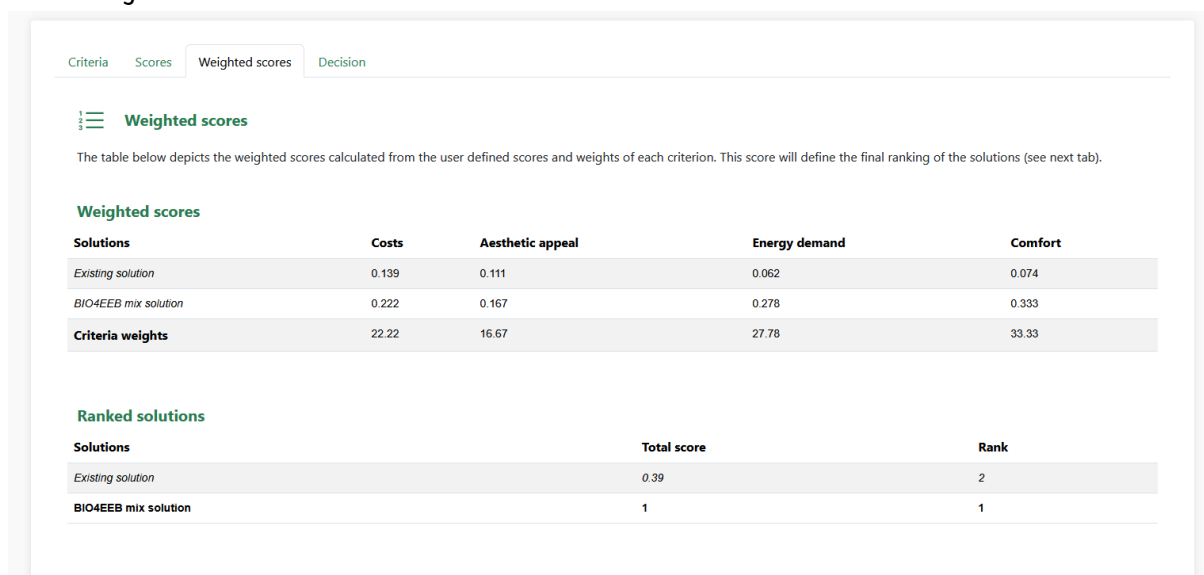 Criteria Scores Weighted scores Decision
1
2
3
Weighted scores
The table below depicts the weighted scores calculated from the user defined scores and weights of each criterion. This score will define the final ranking of the solutions (see next tab).
Weighted scores
Solutions Costs Aesthetic appeal Energy demand Comfort
Existing solution 0.139 0.111 0.062 0.074
BIO4EEB mix solution 0.222 0.167 0.278 0.333
Criteria weights 22.22 16.67 27.78 33.33
Ranked solutions
Solutions Total score Rank
Existing solution 0.39 2
BIO4EEB mix solution 1 1